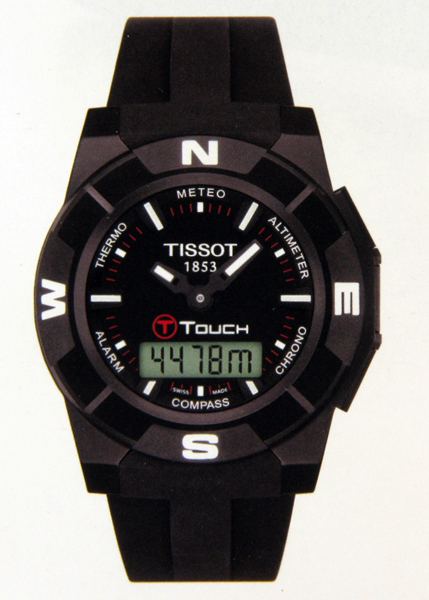 N
METEO
THERMO
ALTIMETER
TISSOT
1853
W
E
T TOUCH
ALARM
4478m
CHRONO
SWISS MADE
COMPASS
S